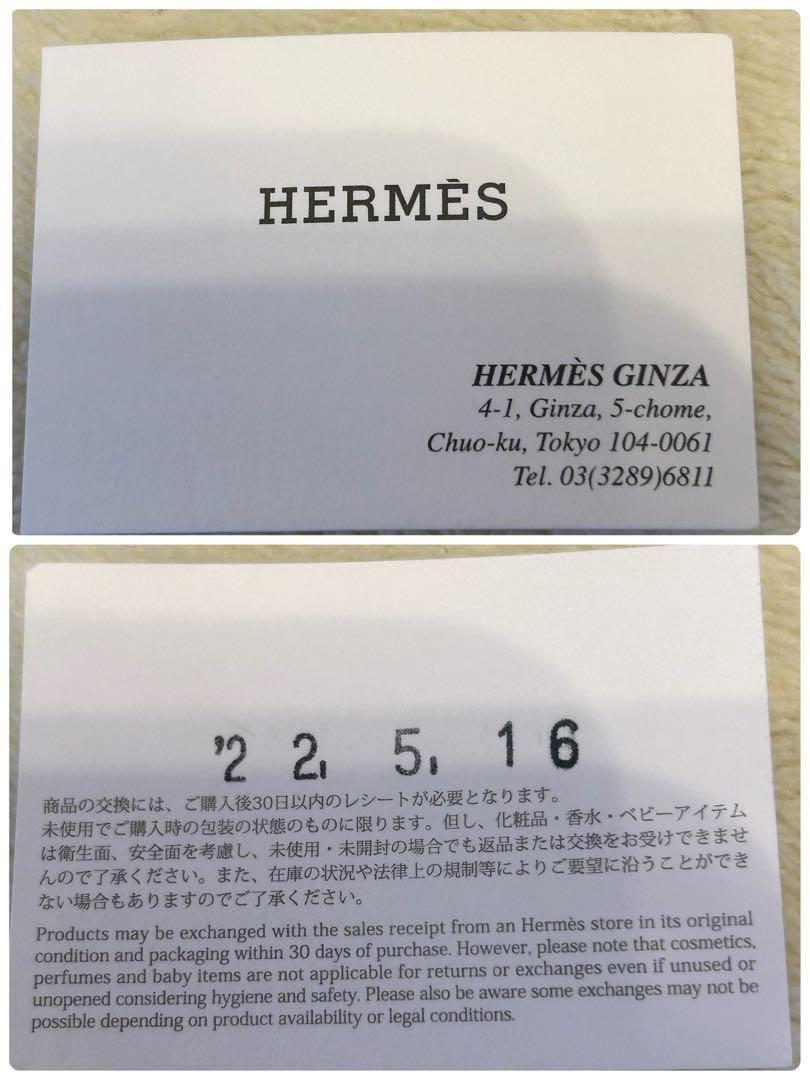 HERMÈS
HERMÈS GINZA
4-1, Ginza, 5-chome,
Chuo-ku, Tokyo 104-0061
Tel. 03(3289)6811
'22, 5, 16
商品の交換には、ご購入後30日以内のレシートが必要となります。
未使用でご購入時の包装の状態のものに限ります。但し、化粧品・香水・ベビーアイテム
は衛生面、安全面を考慮し、未使用・未開封の場合でも返品または交換をお受けできませ
んので了承ください。また、在庫の状況や法律上の規制等によりご要望に沿うことができ
ない場合もありますのでご了承ください。
Products may be exchanged with the sales receipt from an Hermès store in its original
condition and packaging within 30 days of purchase. However, please note that cosmetics,
perfumes and baby items are not applicable for returns or exchanges even if unused or
unopened considering hygiene and safety. Please also be aware some exchanges may not be
possible depending on product availability or legal conditions.